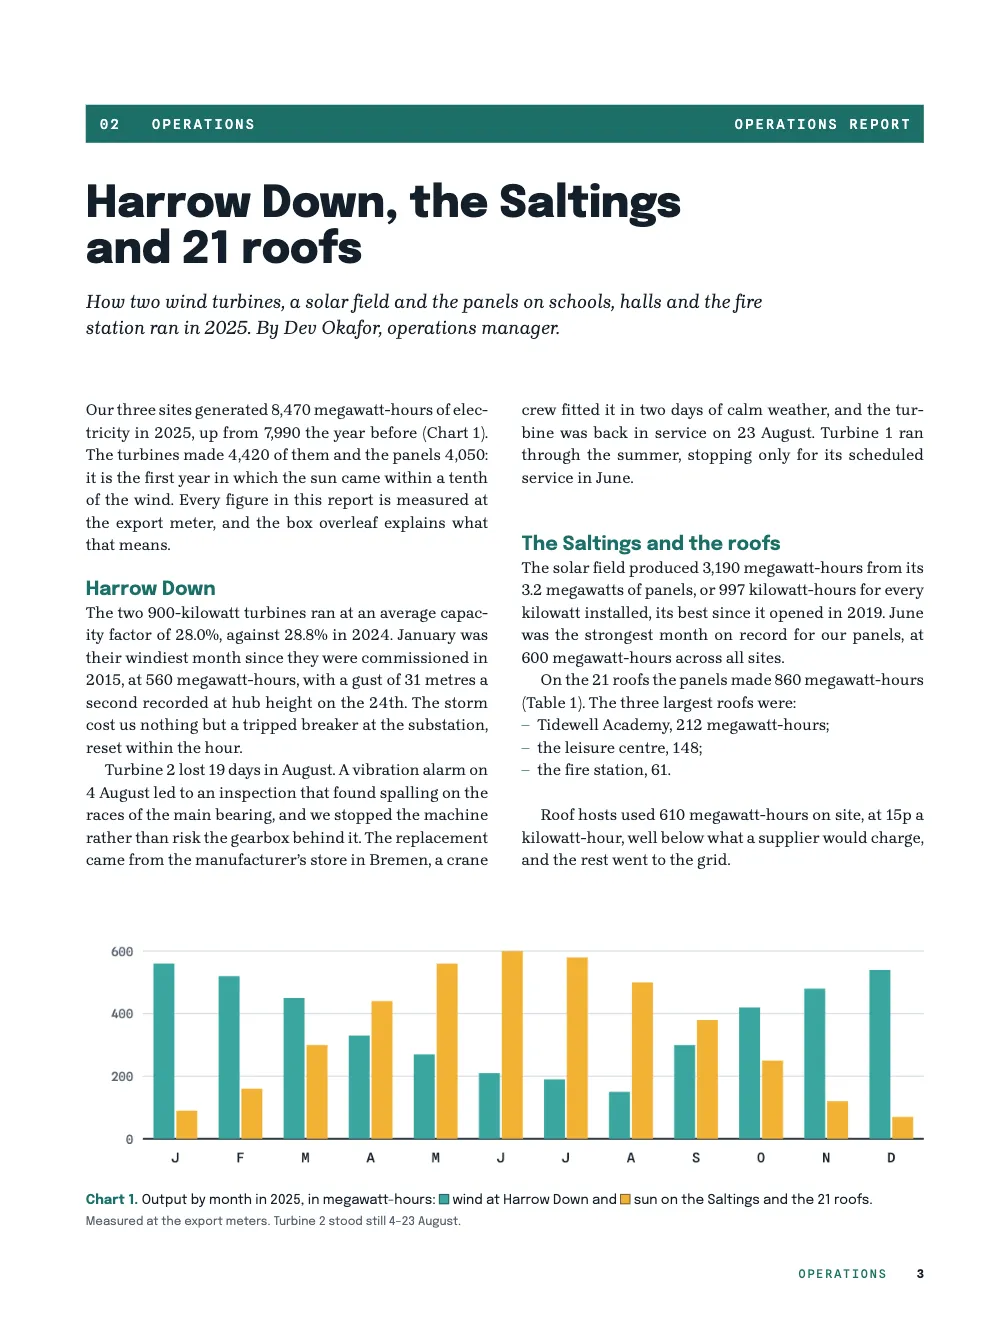 02 OPERATIONS OPERATIONS REPORT
Harrow Down, the Saltings
and 21 roofs
How two wind turbines, a solar field and the panels on schools, halls and the fire
station ran in 2025. By Dev Okafor, operations manager.
Our three sites generated 8,470 megawatt-hours of elec-
tricity in 2025, up from 7,990 the year before (Chart 1).
The turbines made 4,420 of them and the panels 4,050:
it is the first year in which the sun came within a tenth
of the wind. Every figure in this report is measured at
the export meter, and the box overleaf explains what
that means.
Harrow Down
The two 900-kilowatt turbines ran at an average capac-
ity factor of 28.0%, against 28.8% in 2024. January was
their windiest month since they were commissioned in
2015, at 560 megawatt-hours, with a gust of 31 metres a
second recorded at hub height on the 24th. The storm
cost us nothing but a tripped breaker at the substation,
reset within the hour.
Turbine 2 lost 19 days in August. A vibration alarm on
4 August led to an inspection that found spalling on the
races of the main bearing, and we stopped the machine
rather than risk the gearbox behind it. The replacement
came from the manufacturer's store in Bremen, a crane
crew fitted it in two days of calm weather, and the tur-
bine was back in service on 23 August. Turbine 1 ran
through the summer, stopping only for its scheduled
service in June.
The Saltings and the roofs
The solar field produced 3,190 megawatt-hours from its
3.2 megawatts of panels, or 997 kilowatt-hours for every
kilowatt installed, its best since it opened in 2019. June
was the strongest month on record for our panels, at
600 megawatt-hours across all sites.
On the 21 roofs the panels made 860 megawatt-hours
(Table 1). The three largest roofs were:
– Tidewell Academy, 212 megawatt-hours;
– the leisure centre, 148;
– the fire station, 61.
Roof hosts used 610 megawatt-hours on site, at 15p a
kilowatt-hour, well below what a supplier would charge,
and the rest went to the grid.
600
400
200
0
J F M A M J J A S O N D
Chart 1. Output by month in 2025, in megawatt-hours: wind at Harrow Down and sun on the Saltings and the 21 roofs.
Measured at the export meters. Turbine 2 stood still 4–23 August.
OPERATIONS 3